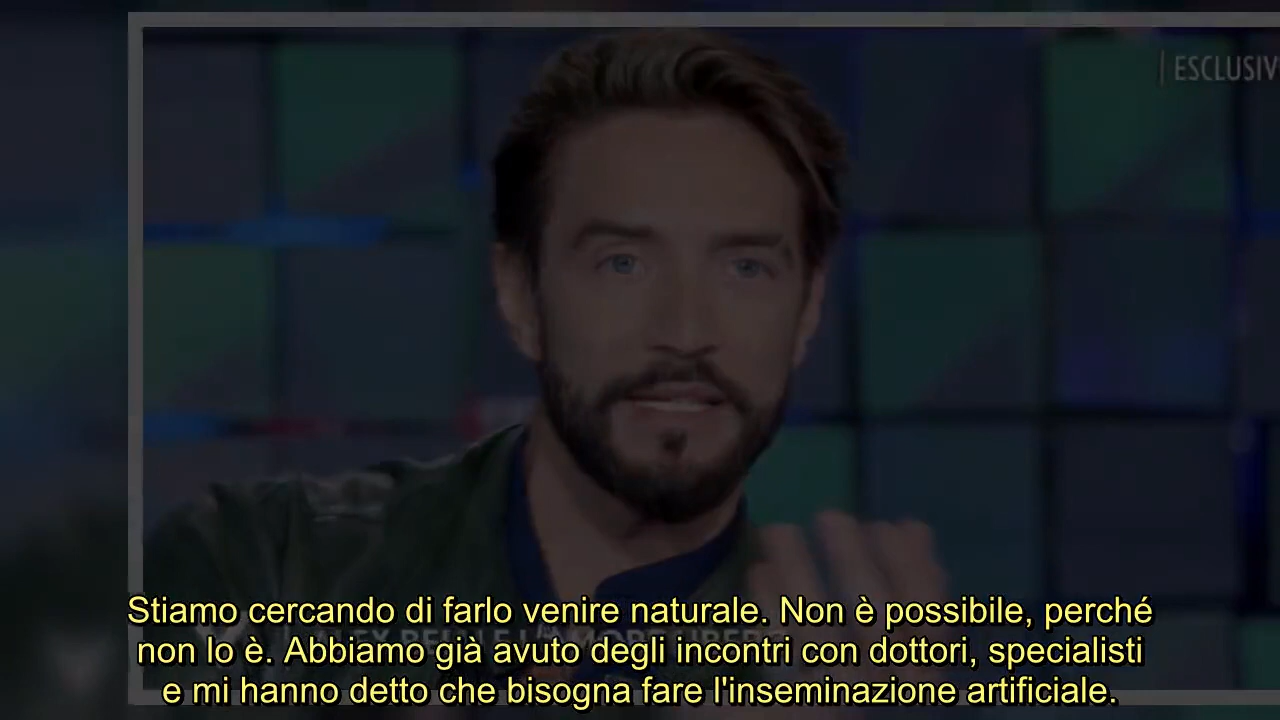 | ESCLUSIV
Stiamo cercando di farlo venire naturale. Non è possibile, perché
non lo è. Abbiamo già avuto degli incontri con dottori, specialisti
e mi hanno detto che bisogna fare l'inseminazione artificiale.